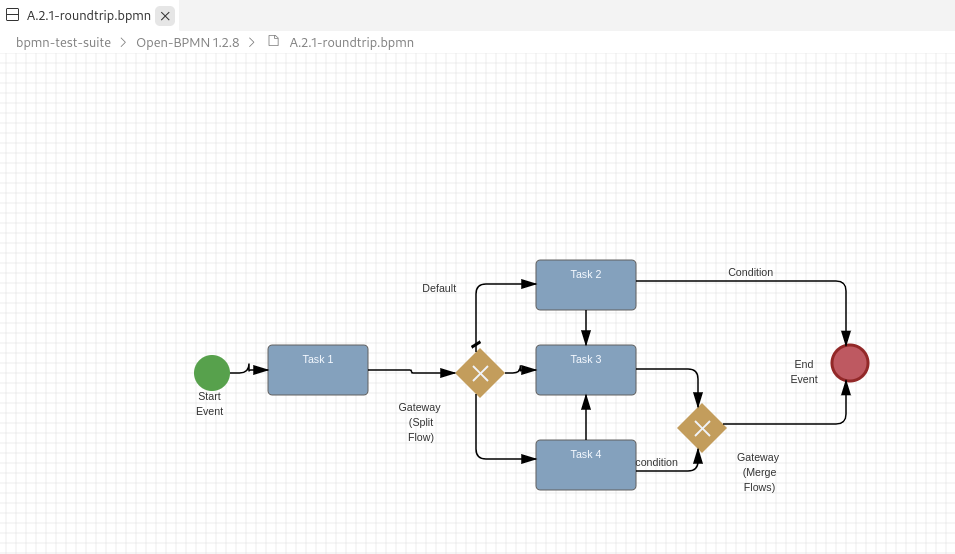 A.2.1-roundtrip.bpmn
bpmn-test-suite > Open-BPMN 1.2.8 > A.2.1-roundtrip.bpmn
Task 2
Condition
Default
Task 1
Task 3
End
Event
Start
Event
Gateway
(Split
Flow)
Task 4
condition
Gateway
(Merge
Flows)